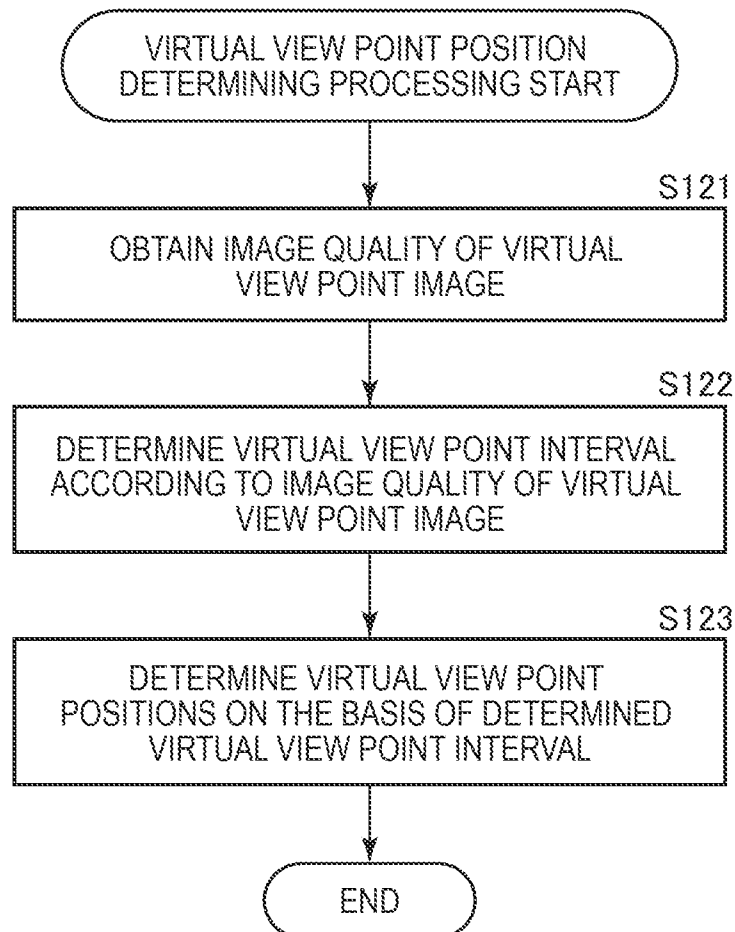 VIRTUAL VIEW POINT POSITION
DETERMINING PROCESSING START
S121
OBTAIN IMAGE QUALITY OF VIRTUAL
VIEW POINT IMAGE
S122
DETERMINE VIRTUAL VIEW POINT INTERVAL
ACCORDING TO IMAGE QUALITY OF VIRTUAL
VIEW POINT IMAGE
S123
DETERMINE VIRTUAL VIEW POINT
POSITIONS ON THE BASIS OF DETERMINED
VIRTUAL VIEW POINT INTERVAL
END